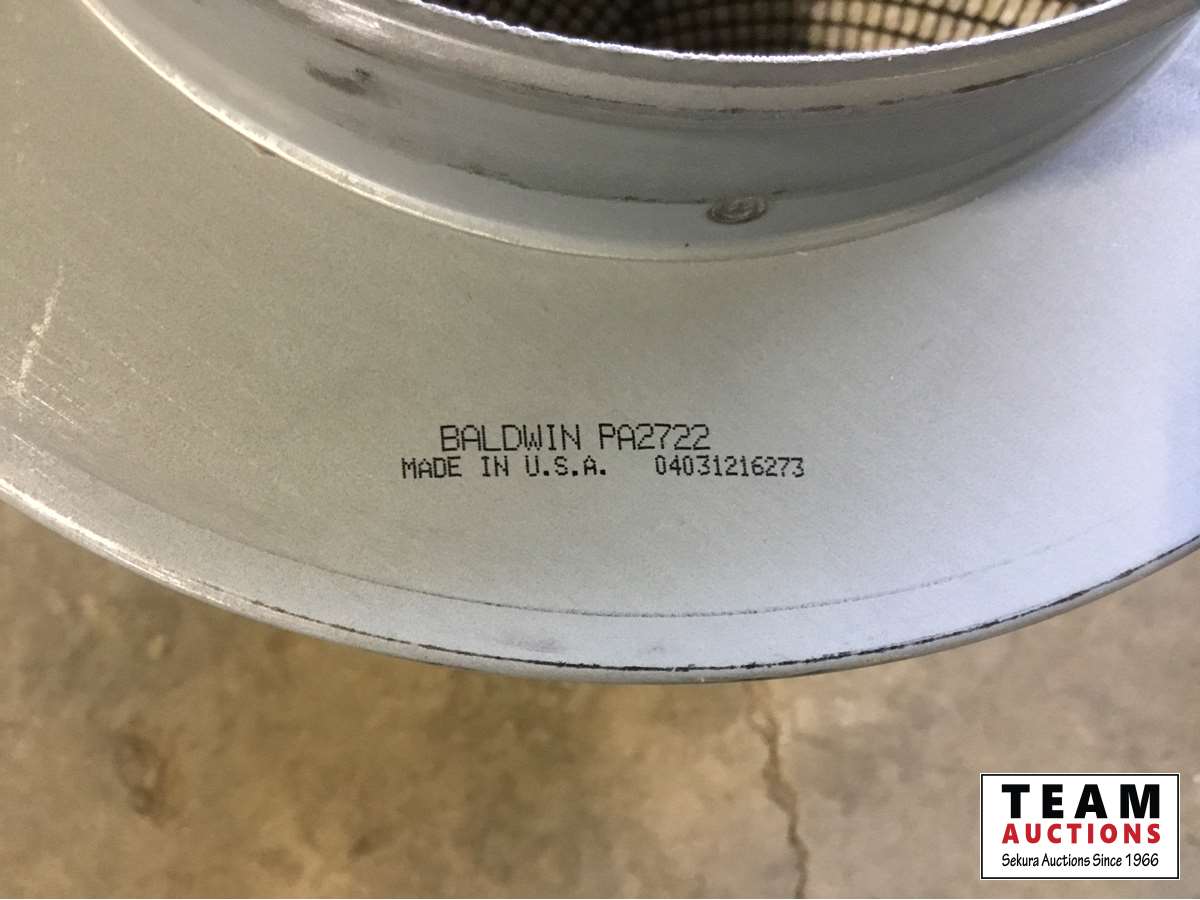 BALDWIN PA2722
MADE IN U.S.A. 04031216273
TEAM
AUCTIONS
Sekura Auctions Since 1966